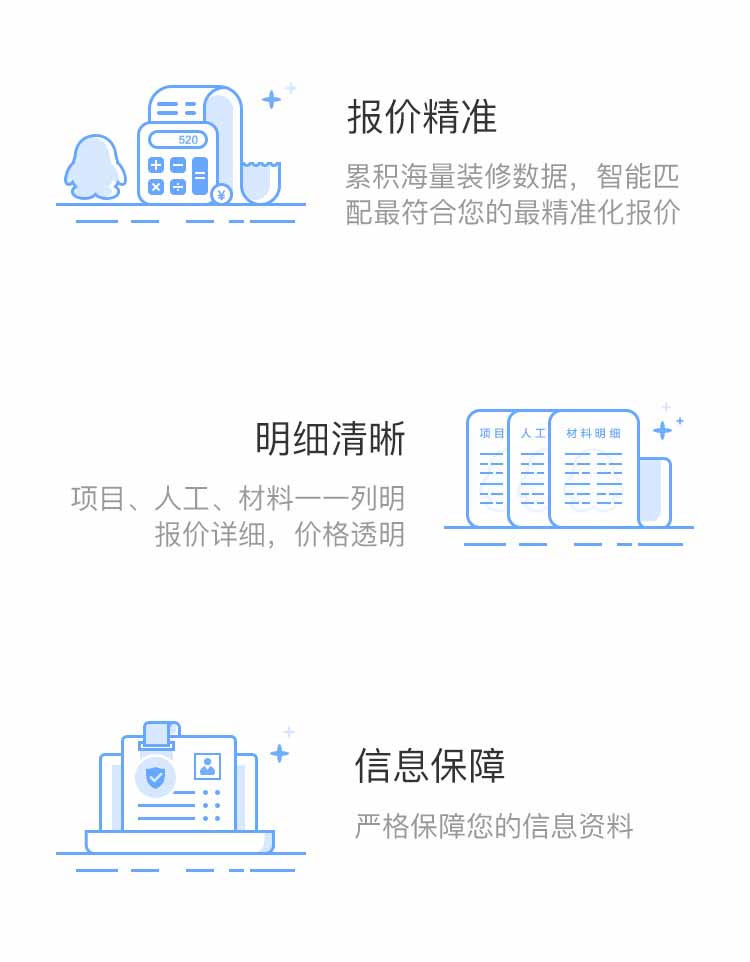 520
¥
报价精准
累积海量装修数据，智能匹
配最符合您的最精准化报价
明细清晰
项目、人工、材料一一列明
报价详细，价格透明
项目
人工
材料明细
信息保障
严格保障您的信息资料